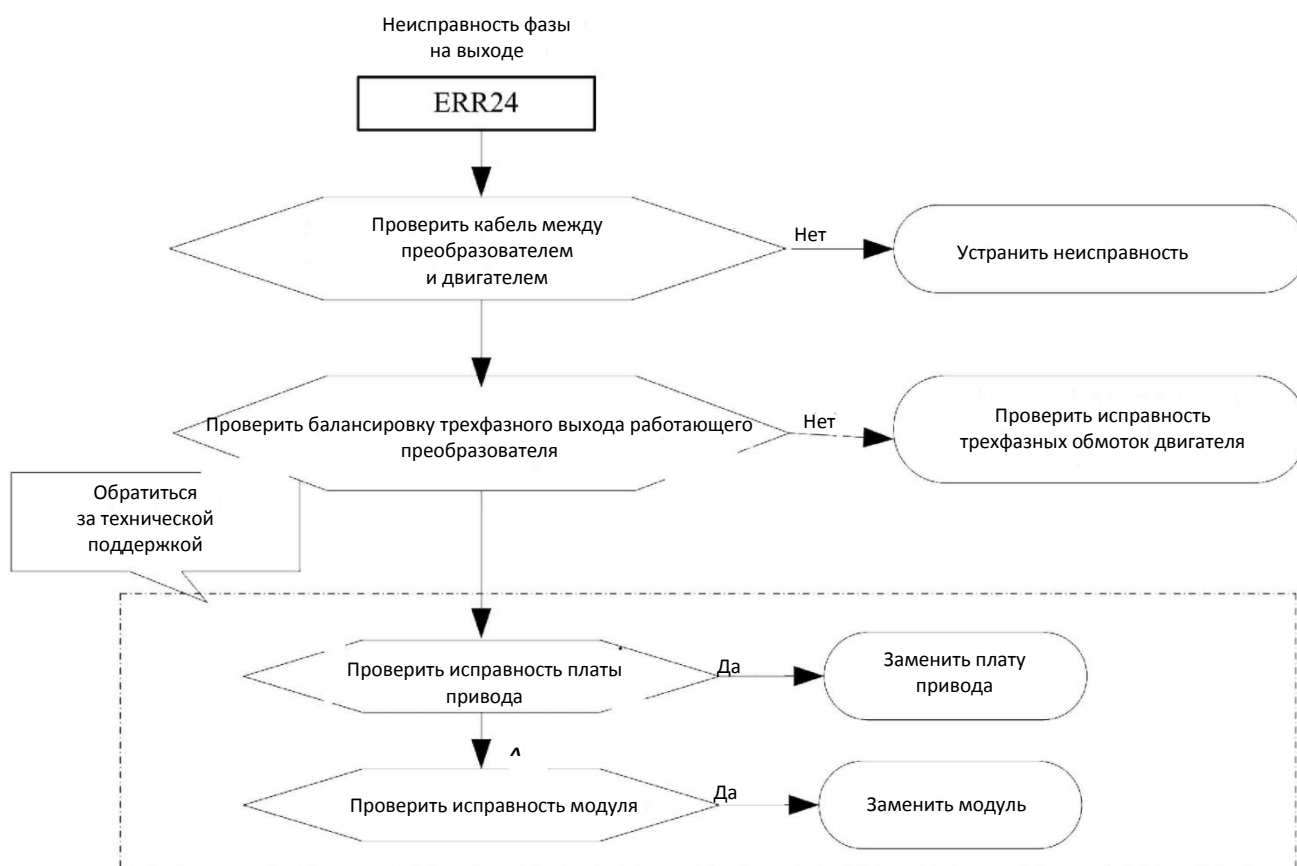 Неисправность фазы
на выходе
ERR24
Проверить кабель между
преобразователем
и двигателем
Нет
Устранить неисправность
Проверить балансировку трехфазного выхода работающего
преобразователя
Нет
Проверить исправность
трехфазных обмоток двигателя
Обратиться
за технической
поддержкой
Проверить исправность платы
привода
Да
Заменить плату
привода
Проверить исправность модуля
Да
Заменить модуль